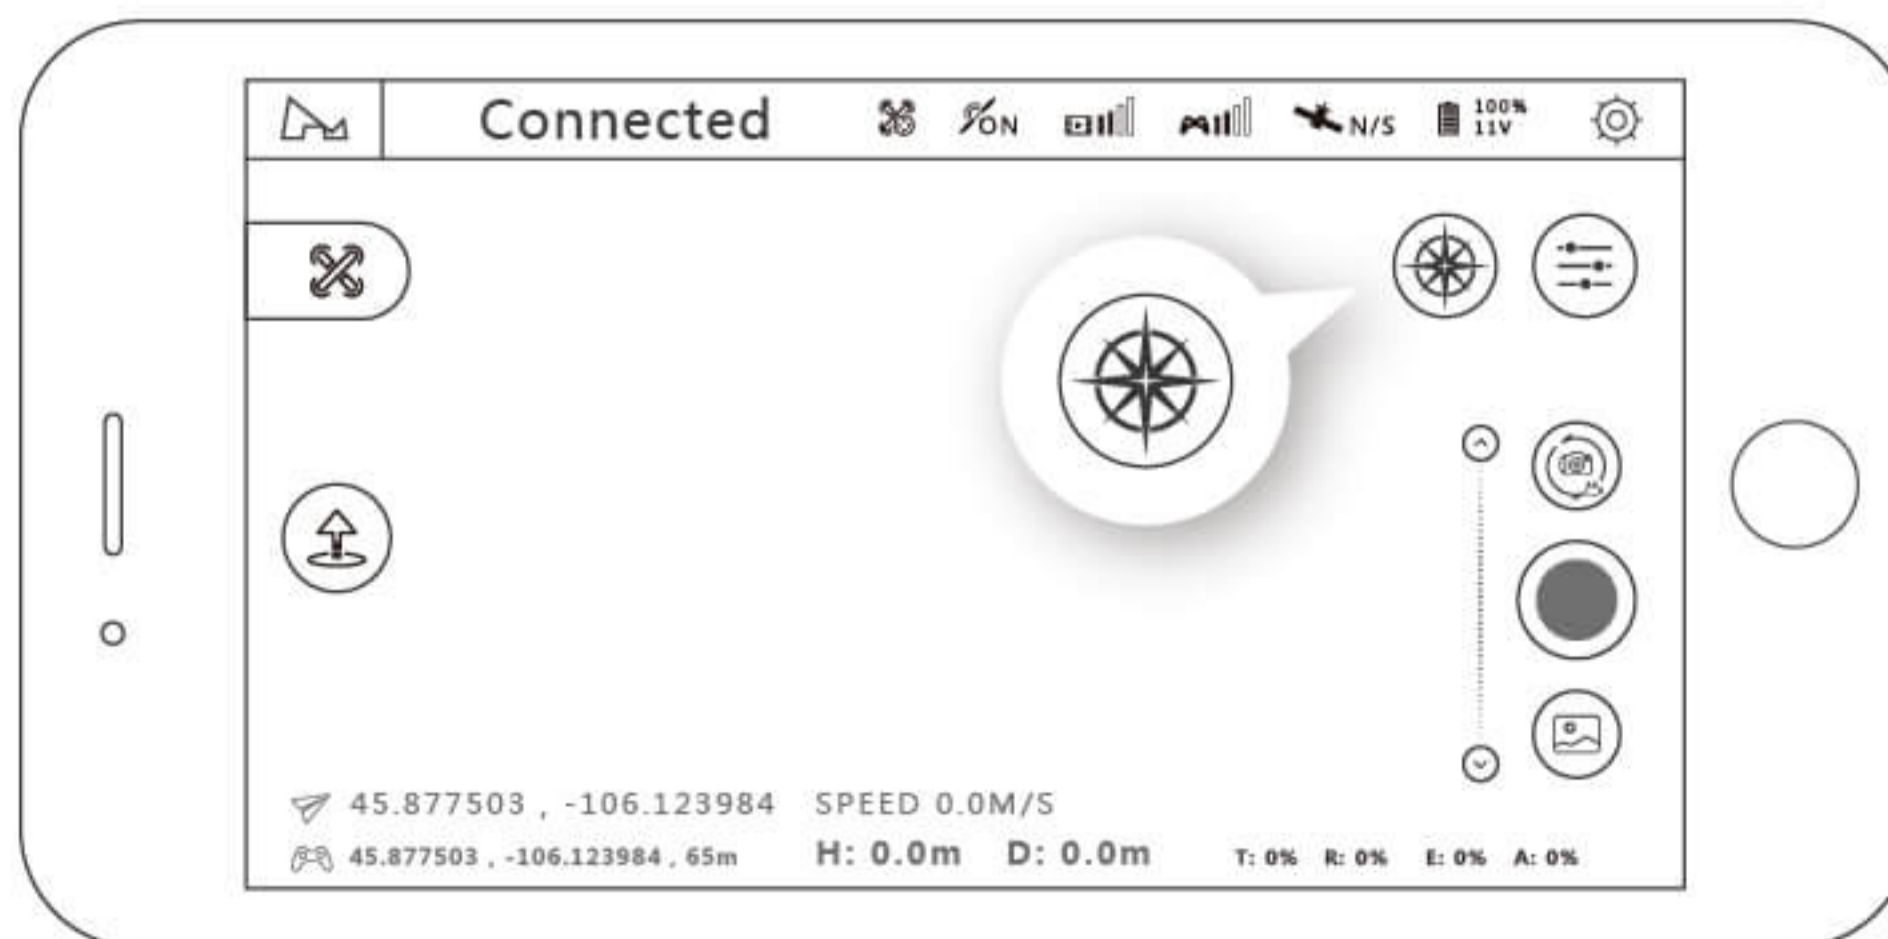 Connected ON N/S 100%
11V
45.877503 , -106.123984 SPEED 0.0M/S
45.877503 , -106.123984 , 65m H: 0.0m D: 0.0m T: 0% R: 0% E: 0% A: 0%